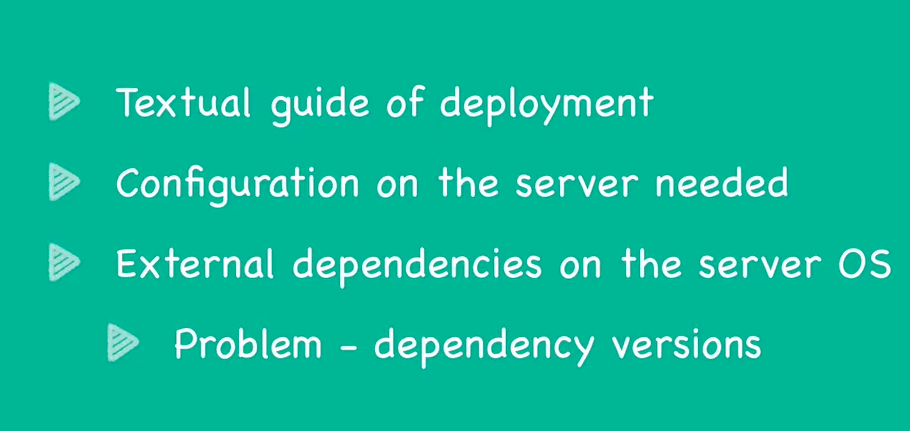 Textual guide of deployment
Configuration on the server needed
External dependencies on the server OS
Problem - dependency versions